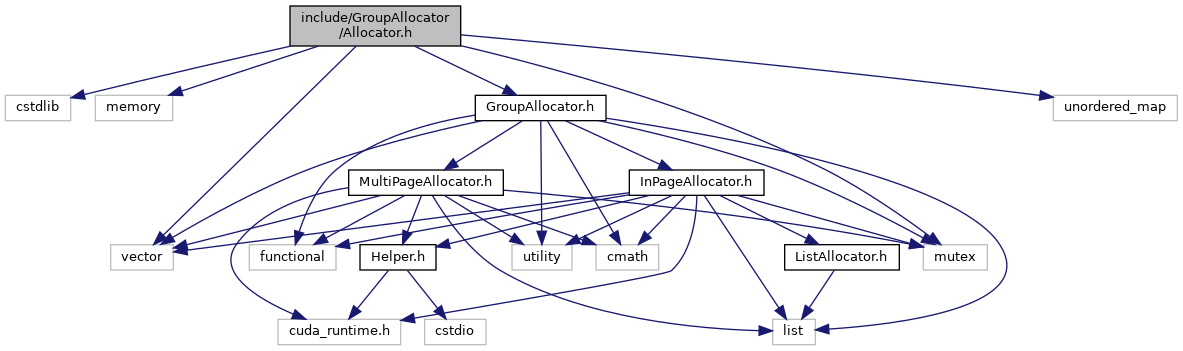 include/GroupAllocator
/Allocator.h
cstdlib
memory
GroupAllocator.h
unordered_map
MultiPageAllocator.h
InPageAllocator.h
vector
functional
Helper.h
utility
cmath
ListAllocator.h
mutex
cuda_runtime.h
cstdio
list